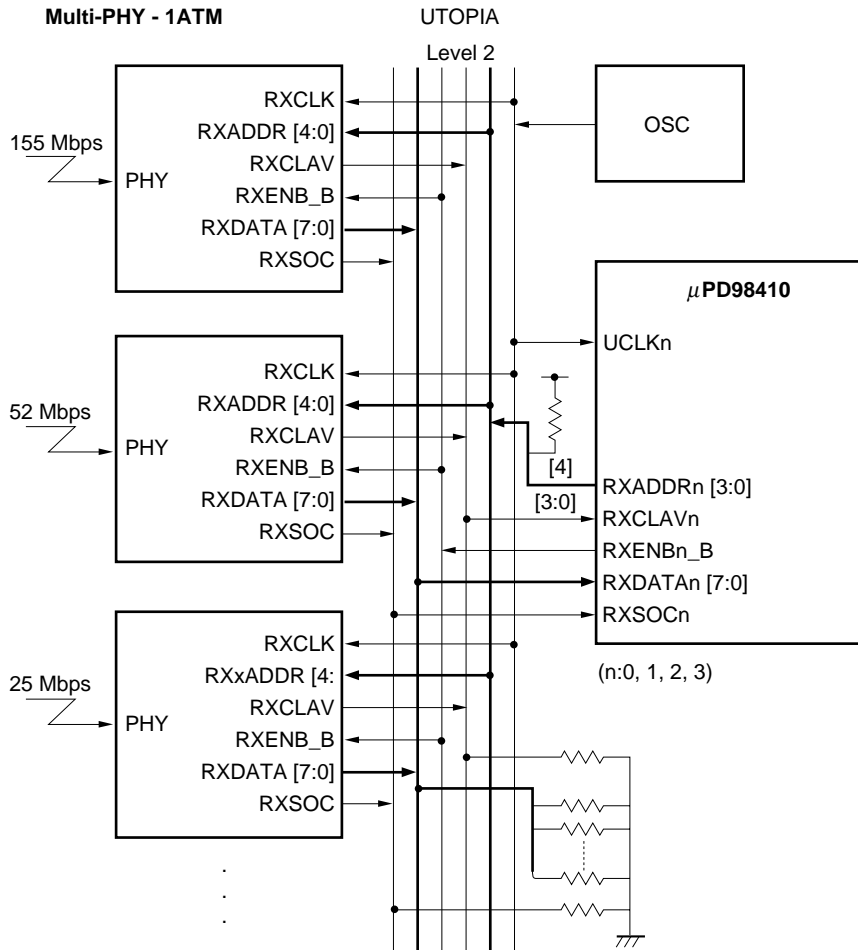 Multi-PHY - 1ATM
UTOPIA
Level 2
155 Mbps
PHY
RXCLK
RXADDR [4:0]
RXCLAV
RXENB_B
RXDATA [7:0]
RXSOC
OSC
52 Mbps
PHY
RXCLK
RXADDR [4:0]
RXCLAV
RXENB_B
RXDATA [7:0]
RXSOC
μPD98410
UCLKn
[4]
[3:0]
RXADDRn [3:0]
RXCLAVn
RXENBn_B
RXDATAn [7:0]
RXSOCn
(n:0, 1, 2, 3)
25 Mbps
PHY
RXCLK
RXxADDR [4:
RXCLAV
RXENB_B
RXDATA [7:0]
RXSOC